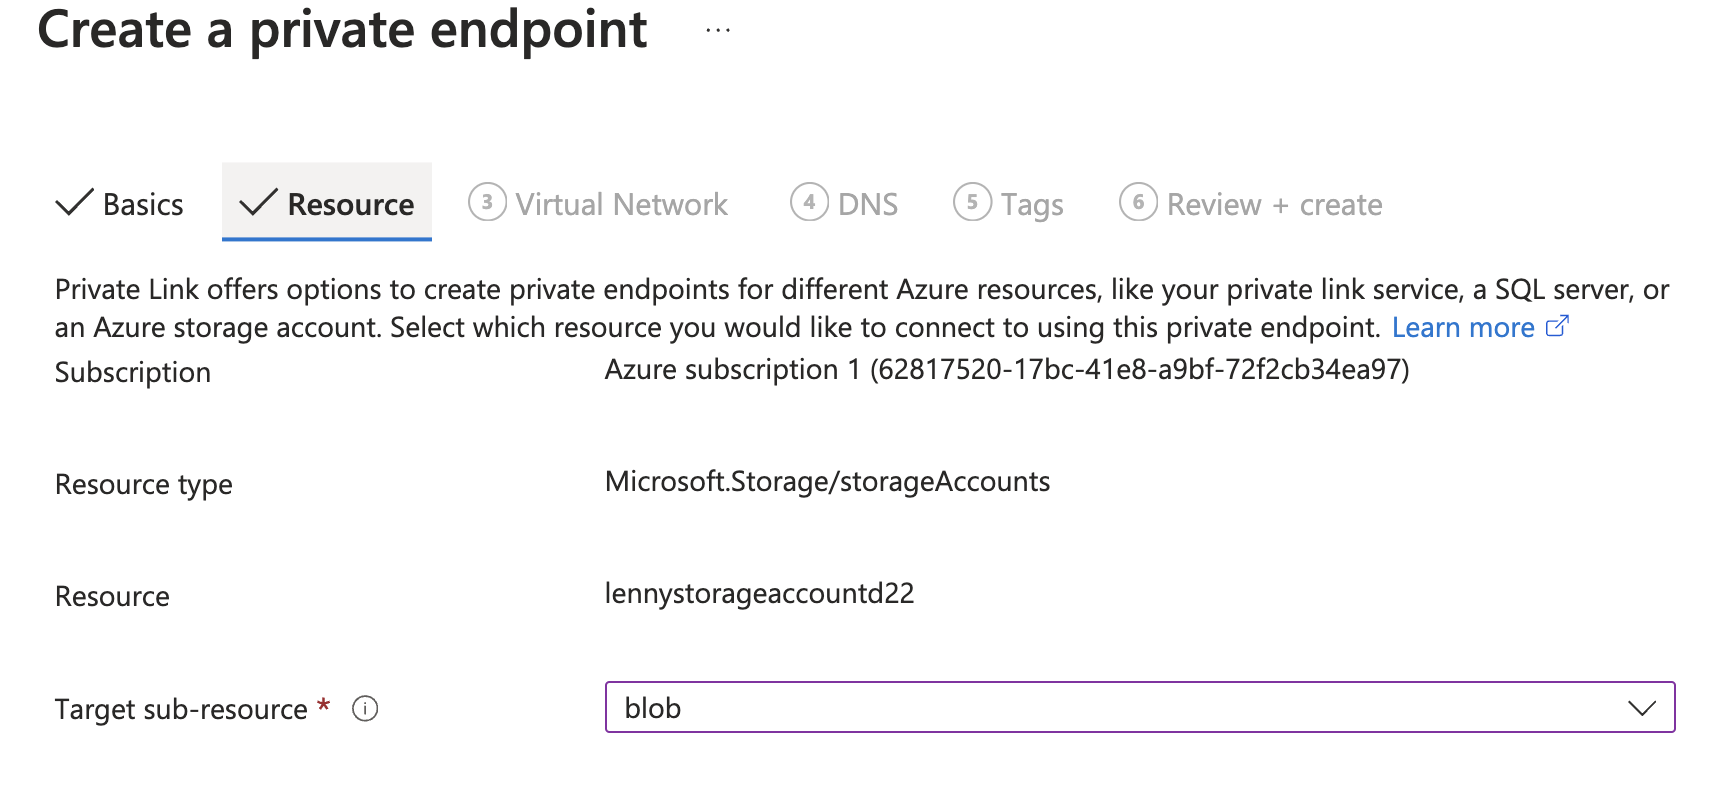 Create a private endpoint ...
Basics Resource 3 Virtual Network 4 DNS 5 Tags 6 Review + create
Private Link offers options to create private endpoints for different Azure resources, like your private link service, a SQL server, or
an Azure storage account. Select which resource you would like to connect to using this private endpoint. Learn more
Subscription Azure subscription 1 (62817520-17bc-41e8-a9bf-72f2cb34ea97)
Resource type Microsoft.Storage/storageAccounts
Resource lennystorageaccountd22
Target sub-resource * blob